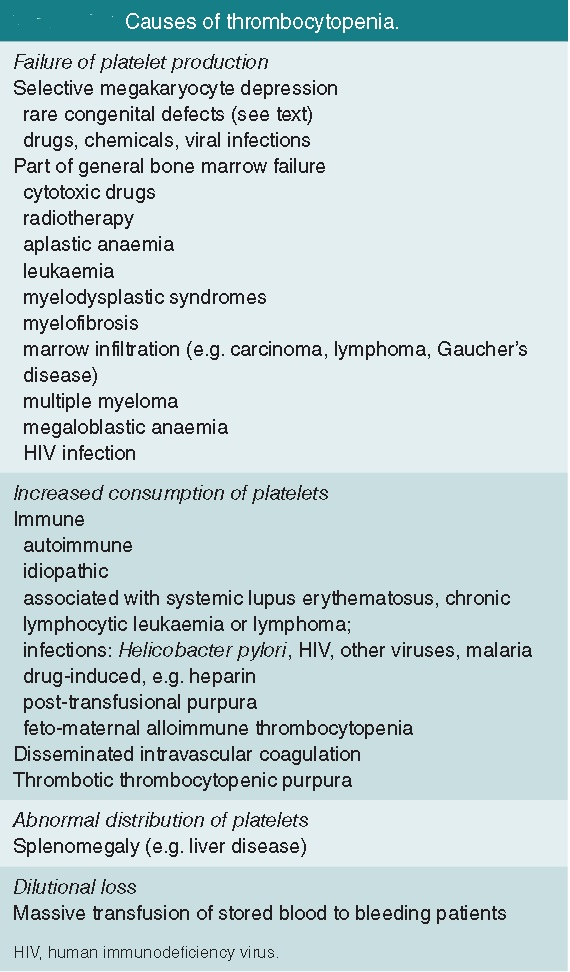 Causes of thrombocytopenia.
Failure of platelet production
Selective megakaryocyte depression
rare congenital defects (see text)
drugs, chemicals, viral infections
Part of general bone marrow failure
cytotoxic drugs
radiotherapy
aplastic anaemia
leukaemia
myelodysplastic syndromes
myelofibrosis
marrow infiltration (e.g. carcinoma, lymphoma, Gaucher's
disease)
multiple myeloma
megaloblastic anaemia
HIV infection
Increased consumption of platelets
Immune
autoimmune
idiopathic
associated with systemic lupus erythematosus, chronic
lymphocytic leukaemia or lymphoma;
infections: Helicobacter pylori, HIV, other viruses, malaria
drug-induced, e.g. heparin
post-transfusional purpura
feto-maternal alloimmune thrombocytopenia
Disseminated intravascular coagulation
Thrombotic thrombocytopenic purpura
Abnormal distribution of platelets
Splenomegaly (e.g. liver disease)
Dilutional loss
Massive transfusion of stored blood to bleeding patients
HIV, human immunodeficiency virus.